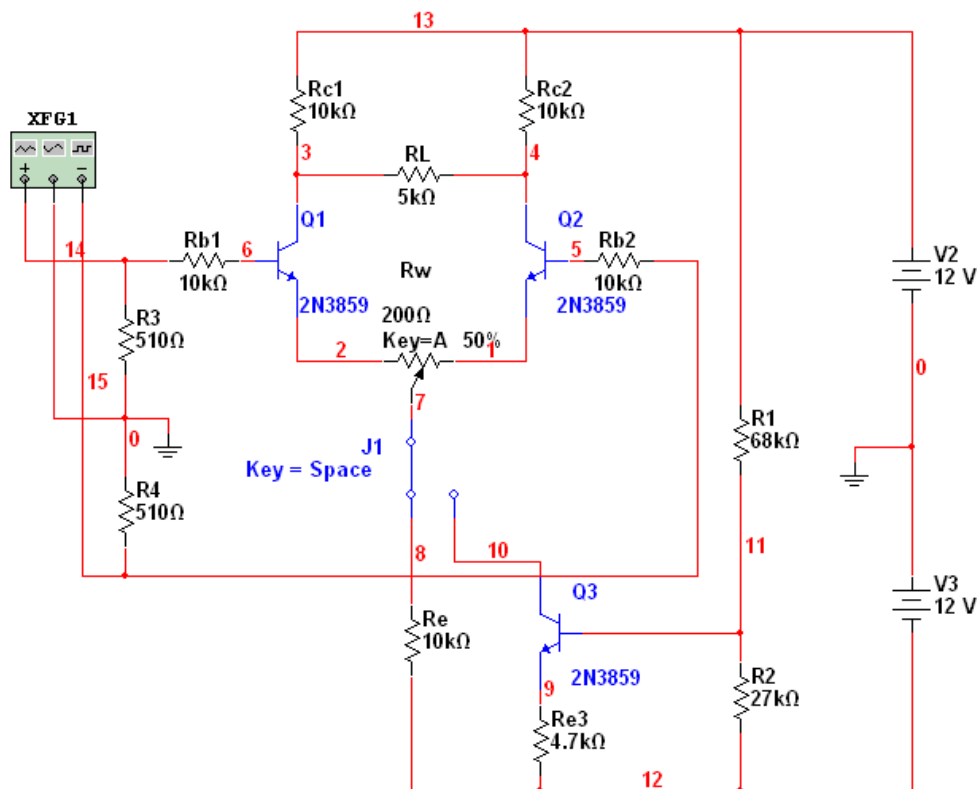 13
Rc1
10kΩ
Rc2
10kΩ
XFG1
+
−
3
RL
5kΩ
4
Q1
Q2
14
Rb1
10kΩ
6
5
Rb2
10kΩ
Rw
2N3859
2N3859
200Ω
Key=A 50%
V2
12 V
R3
510Ω
2
1
15
7
0
0
J1
Key = Space
R1
68kΩ
R4
510Ω
8
10
11
Q3
V3
12 V
Re
10kΩ
2N3859
9
R2
27kΩ
Re3
4.7kΩ
12